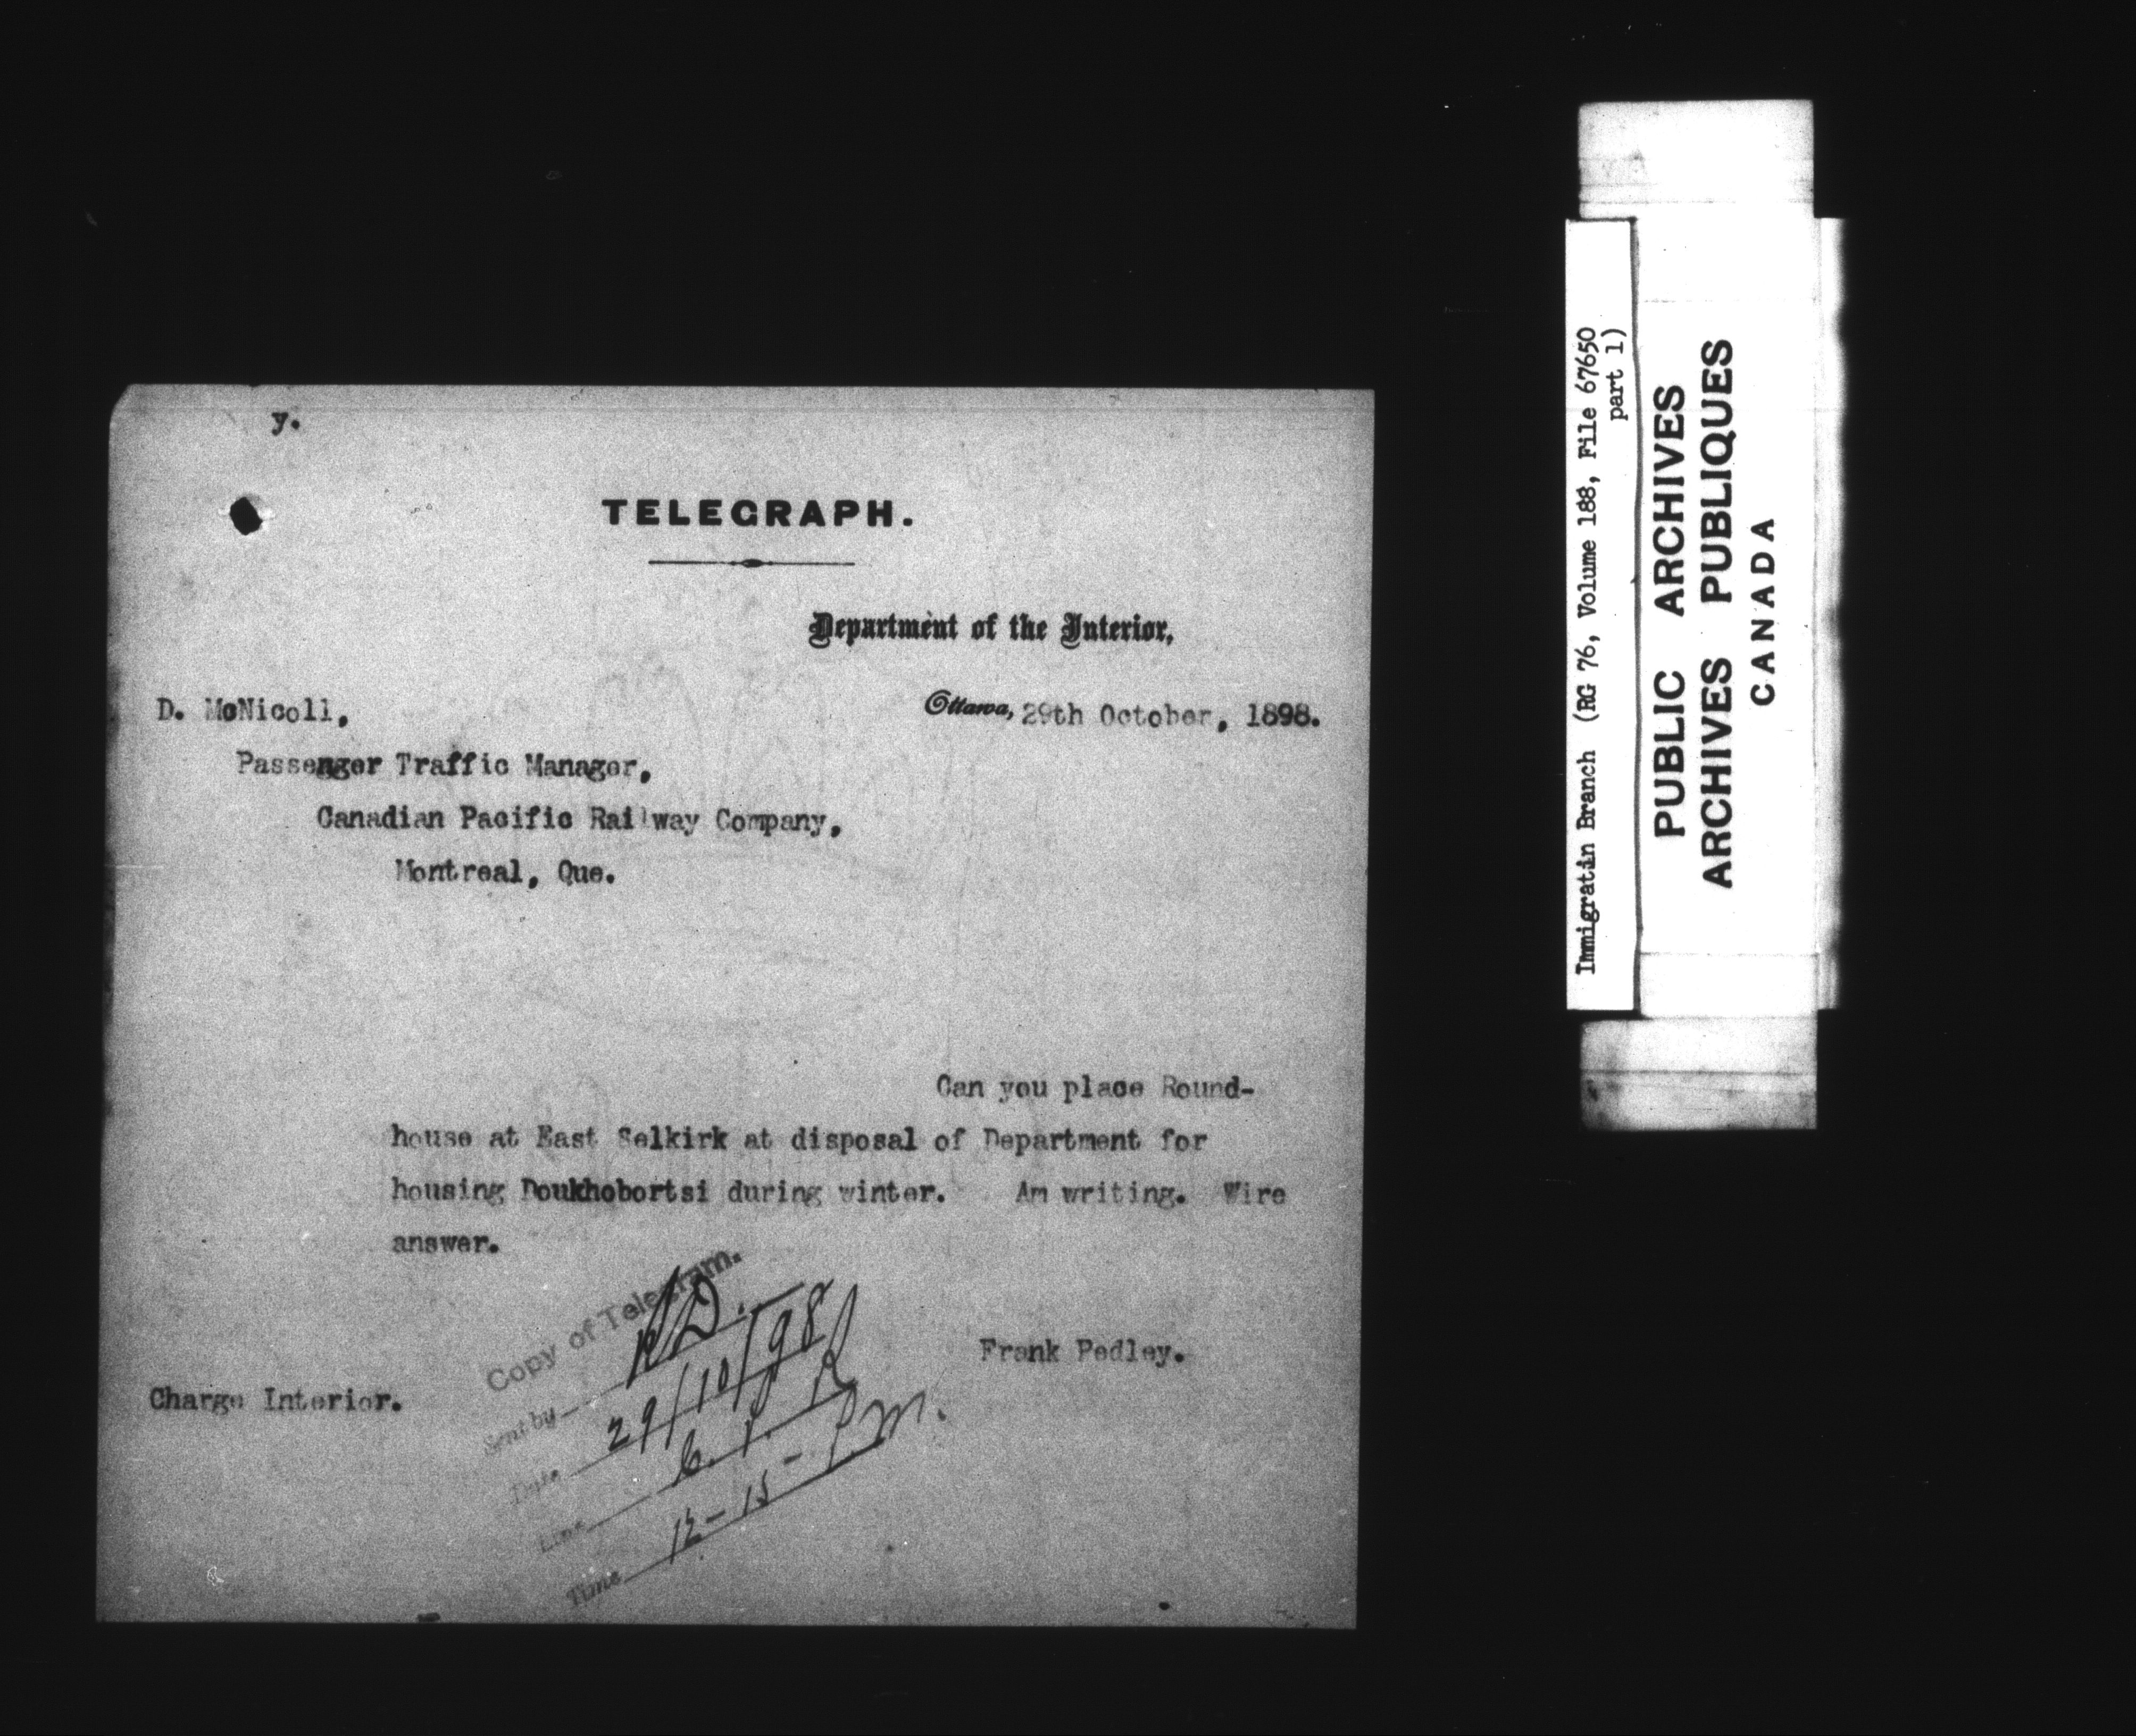 y.
TELEGRAPH.
Department of the Interior,
Ottawa, 29th October, 1898.
D. McNicoll,
Passenger Traffic Manager,
Canadian Pacific Railway Company,
Montreal, Que.
Can you place Round-
house at East Selkirk at disposal of Department for
housing Doukhobortsi during winter. Am writing. Wire
answer.
Frank Pedley.
Charge Interior.
Copy of Telegram.
Sent by
Date 29/10/98
Line
Time 12-15- P.M.
Immigratin Branch (RG 76, Volume 188, File 67650
part 1)
PUBLIC ARCHIVES
ARCHIVES PUBLIQUES
CANADA